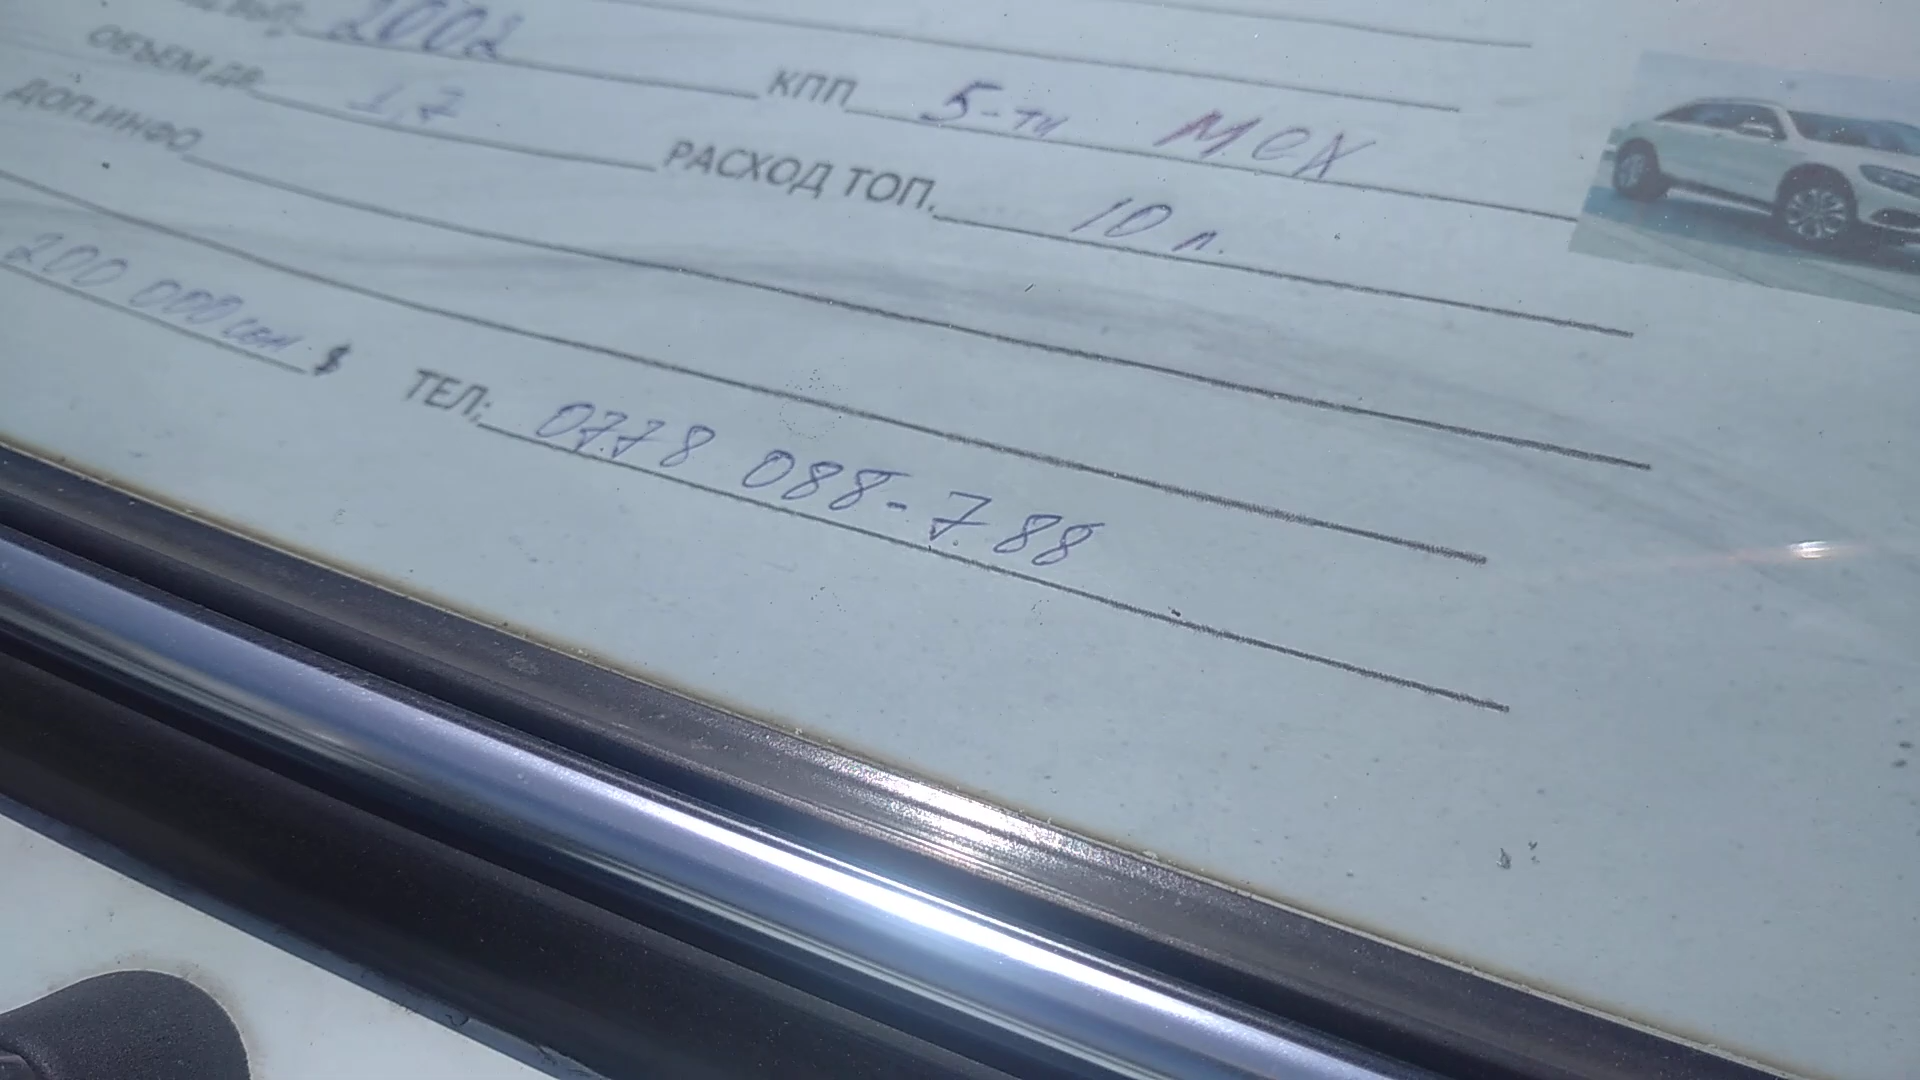 2002
ОБЪЕМ ДВ. 1,7 КПП 5-ти МЕХ
ДОП.ИНФО РАСХОД ТОП. 10 л.
200 000 сом $ ТЕЛ; 0778 088-788